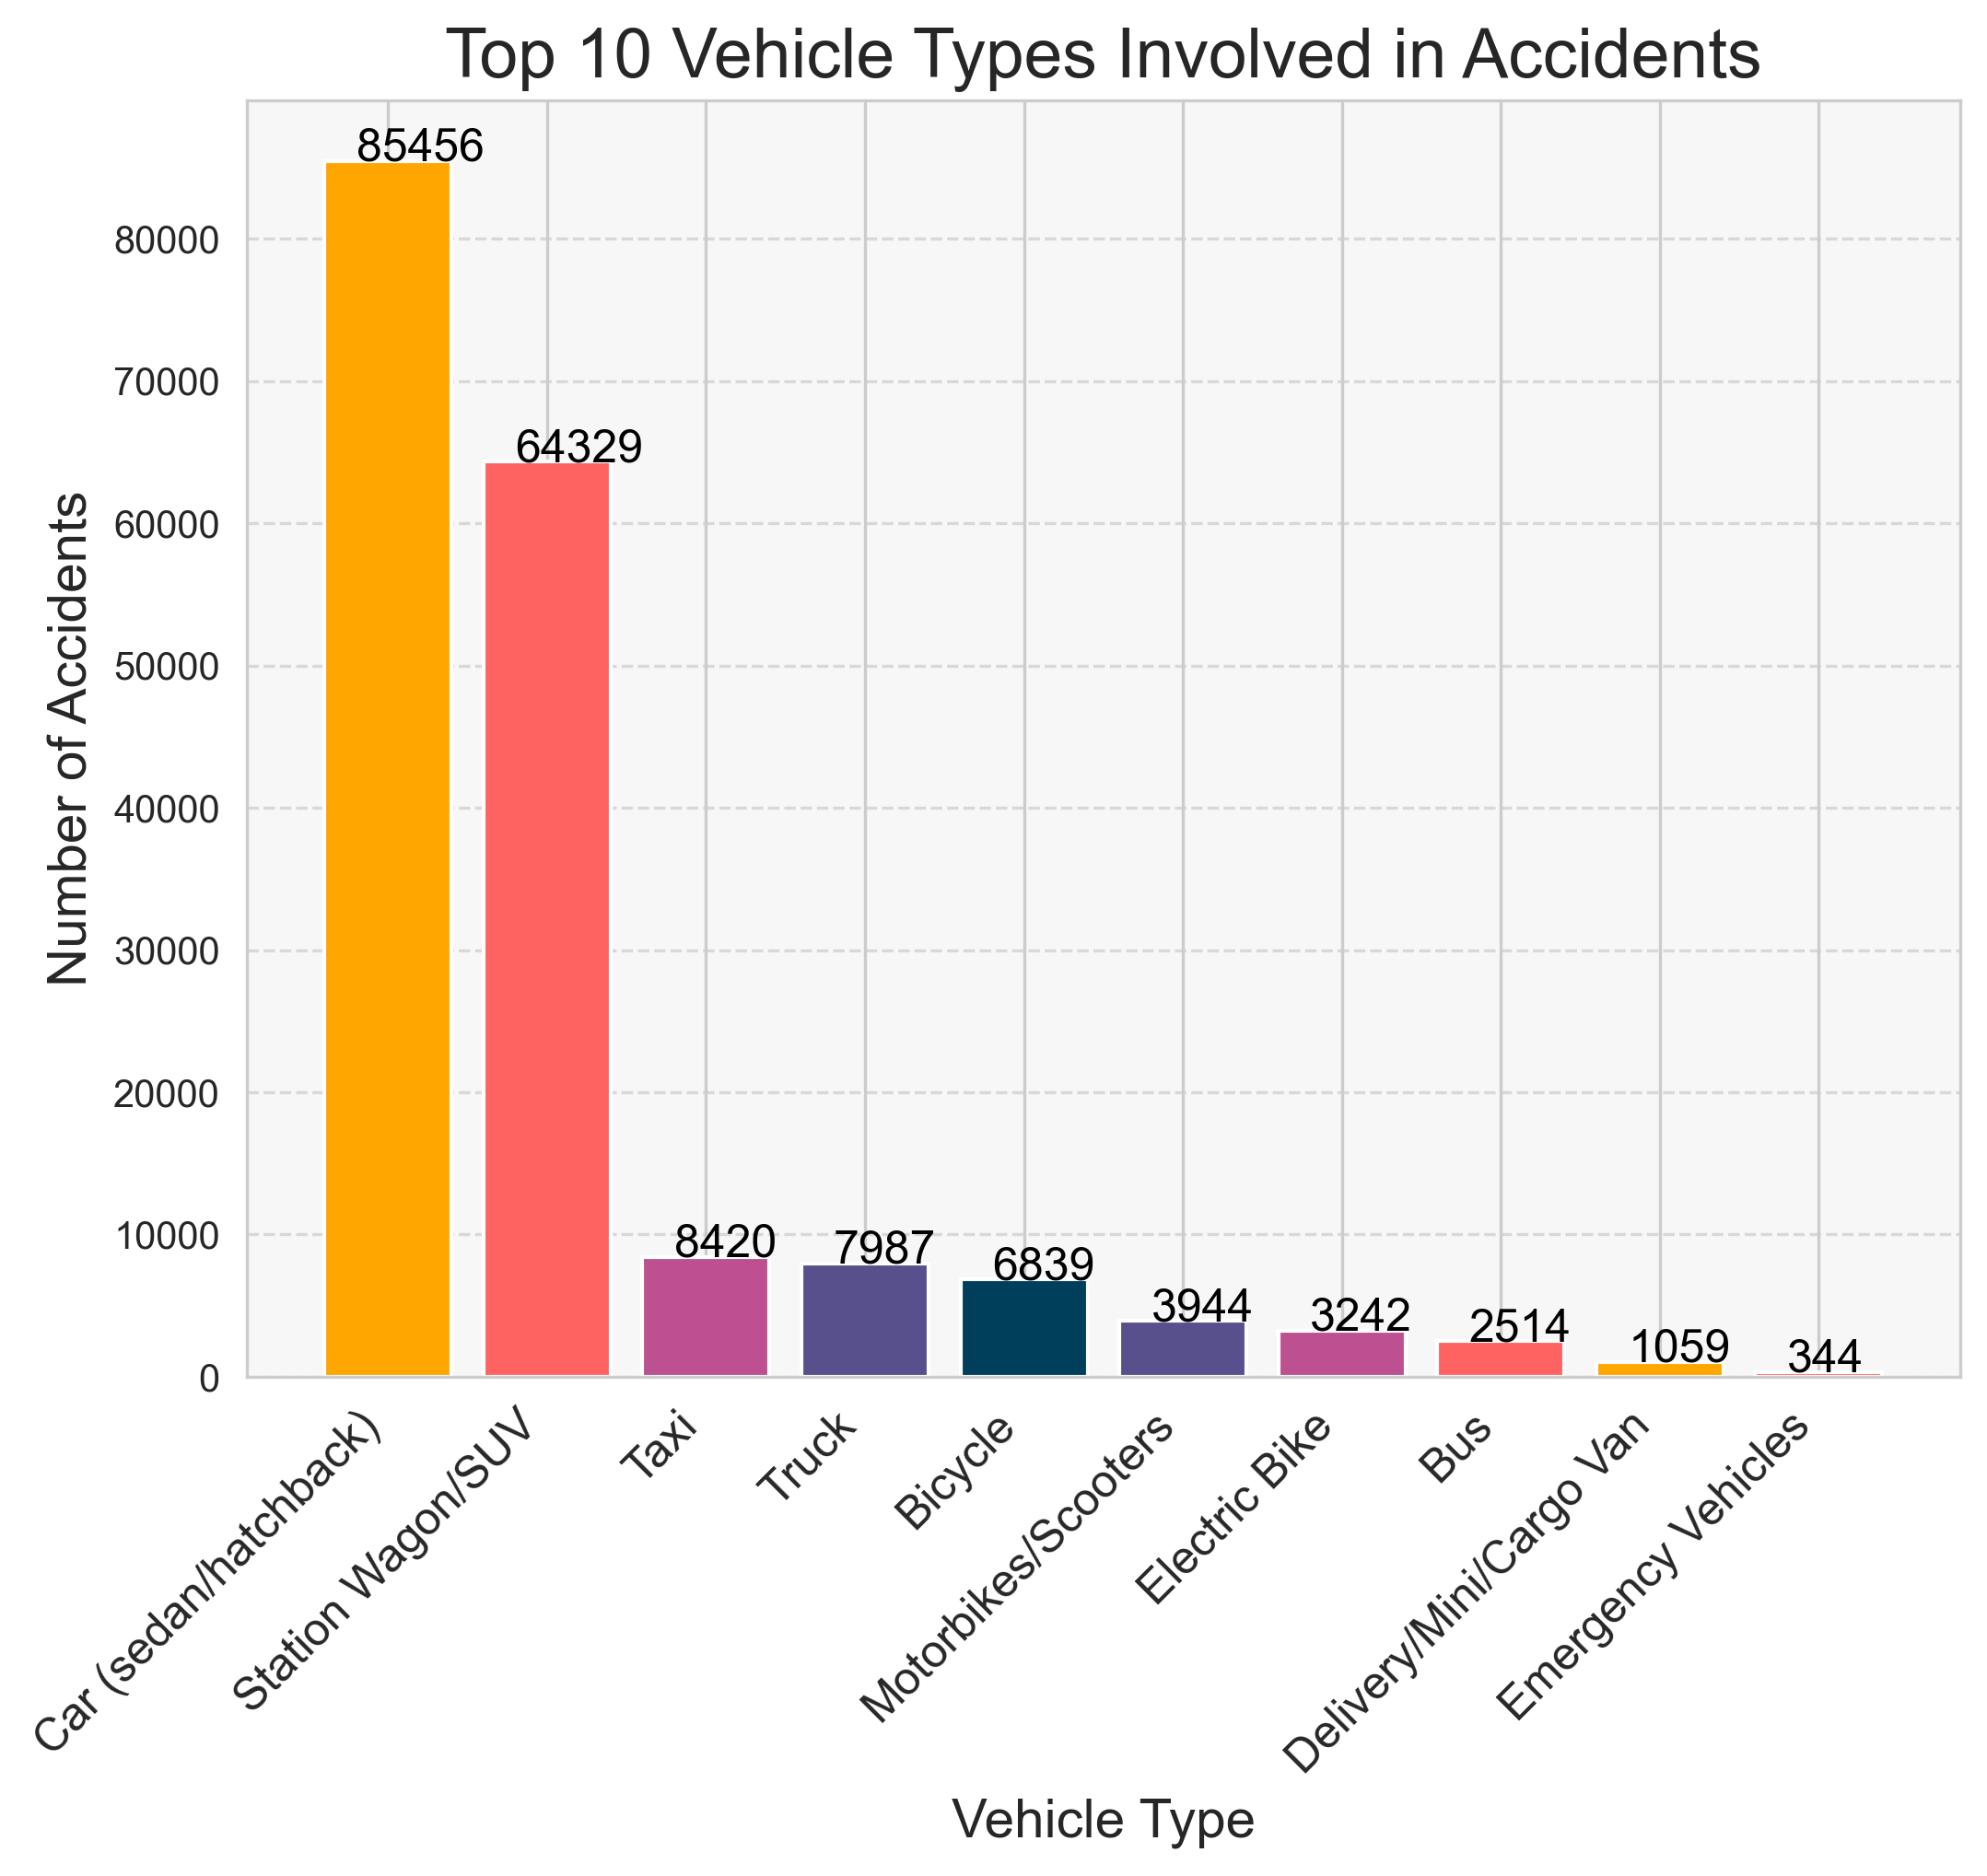 Top 10 Vehicle Types Involved in Accidents
Number of Accidents
80000
70000
60000
50000
40000
30000
20000
10000
0
85456
64329
8420
7987
6839
3944
3242
2514
1059
344
Car (sedan/hatchback)
Station Wagon/SUV
Taxi
Truck
Bicycle
Motorbikes/Scooters
Electric Bike
Bus
Delivery/Mini/Cargo Van
Emergency Vehicles
Vehicle Type